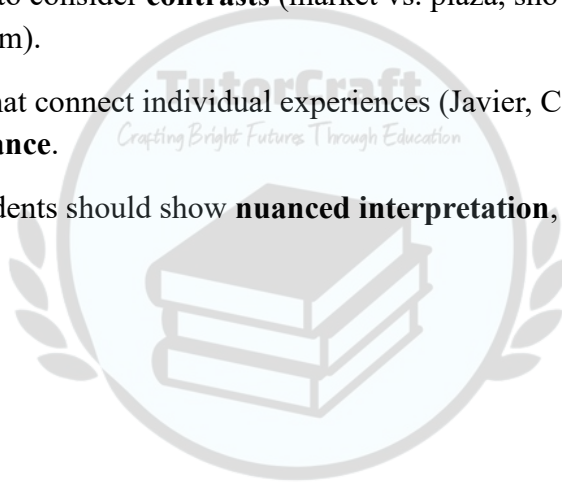 to consider contrasts (market vs. plaza, sho
m).
TutorCraft
Crafting Bright Futures Through Education
hat connect individual experiences (Javier, C
ance.
dents should show nuanced interpretation,